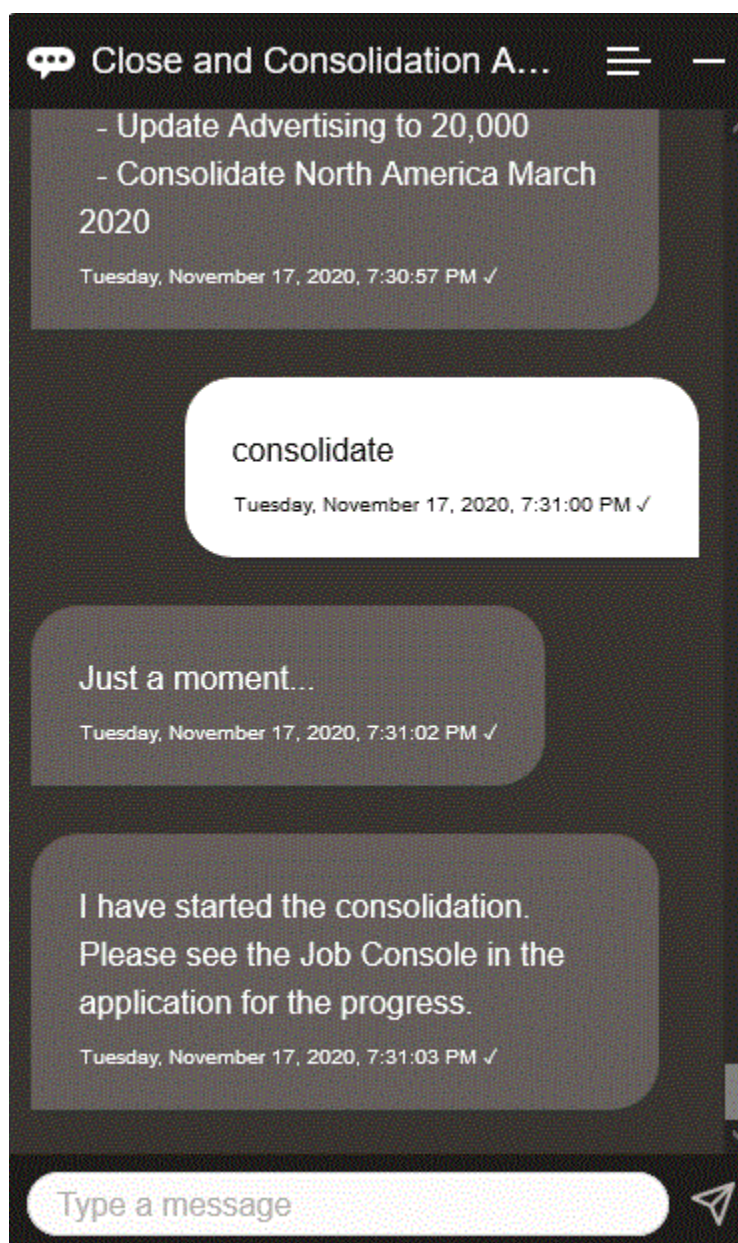 Close and Consolidation A...
- Update Advertising to 20,000
- Consolidate North America March
2020
Tuesday, November 17, 2020, 7:30:57 PM ✓
consolidate
Tuesday, November 17, 2020, 7:31:00 PM ✓
Just a moment...
Tuesday, November 17, 2020, 7:31:02 PM ✓
I have started the consolidation.
Please see the Job Console in the
application for the progress.
Tuesday, November 17, 2020, 7:31:03 PM ✓
Type a message